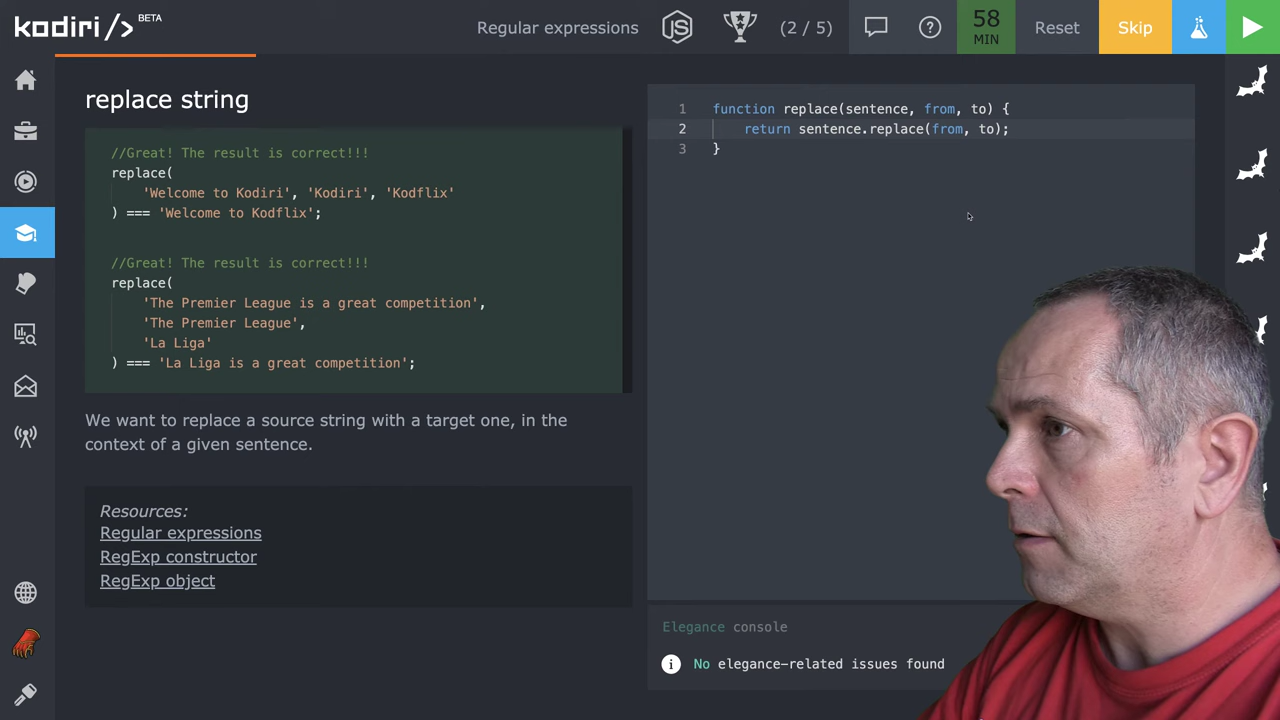 kodiri /> BETA
Regular expressions JS (2 / 5) 58 MIN Reset Skip
replace string
//Great! The result is correct!!!
replace(
'Welcome to Kodiri', 'Kodiri', 'Kodflix'
) === 'Welcome to Kodflix';
//Great! The result is correct!!!
replace(
'The Premier League is a great competition',
'The Premier League',
'La Liga'
) === 'La Liga is a great competition';
We want to replace a source string with a target one, in the
context of a given sentence.
Resources:
Regular expressions
RegExp constructor
RegExp object
1 function replace(sentence, from, to) {
2 return sentence.replace(from, to);
3 }
Elegance console
No elegance-related issues found